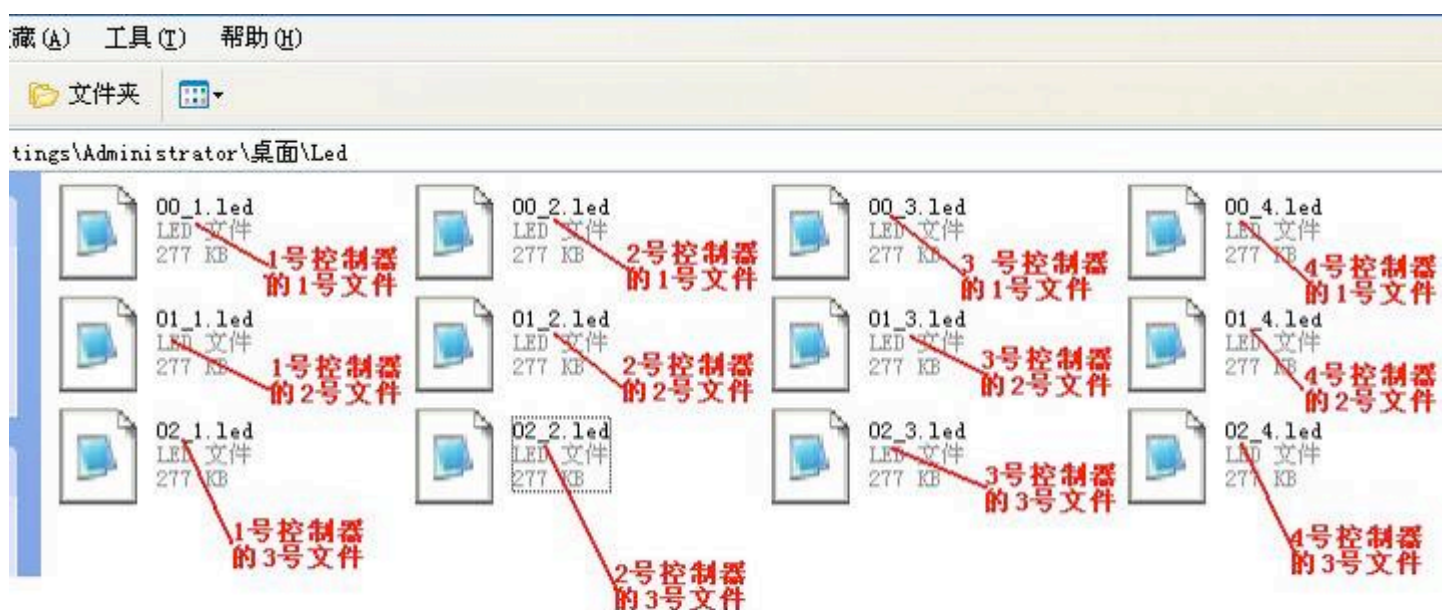 藏(A) 工具(T) 帮助(H)
文件夹
tings\Administrator\桌面\Led
00_1.led
LED 文件
277 KB
1号控制器
的1号文件
00_2.led
LED 文件
277 KB
2号控制器
的1号文件
00_3.led
LED 文件
277 KB
3 号控制器
的1号文件
00_4.led
LED 文件
277 KB
4号控制器
的1号文件
01_1.led
LED 文件
277 KB
1号控制器
的2号文件
01_2.led
LED 文件
277 KB
2号控制器
的2号文件
01_3.led
LED 文件
277 KB
3号控制器
的2号文件
01_4.led
LED 文件
277 KB
4号控制器
的2号文件
02_1.led
LED 文件
277 KB
1号控制器
的3号文件
02_2.led
LED 文件
277 KB
2号控制器
的3号文件
02_3.led
LED 文件
277 KB
3号控制器
的3号文件
02_4.led
LED 文件
277 KB
4号控制器
的3号文件